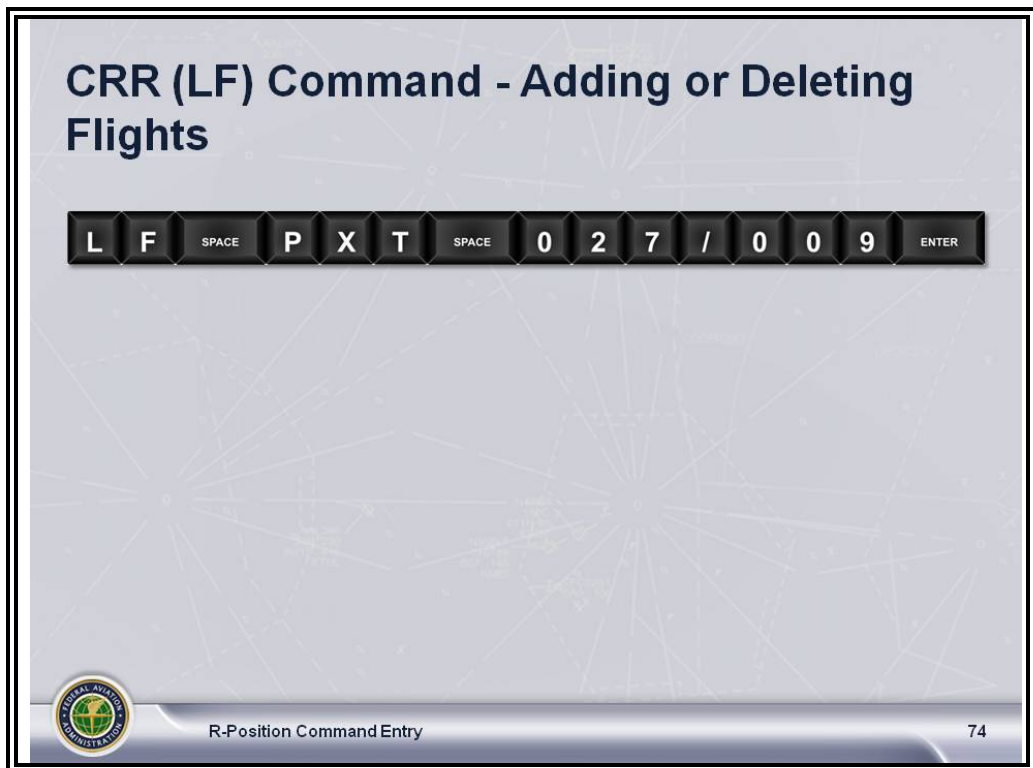 CRR (LF) Command - Adding or Deleting
Flights
L F SPACE P X T SPACE 0 2 7 / 0 0 9 ENTER
FEDERAL AVIATION
ADMINISTRATION
R-Position Command Entry
74